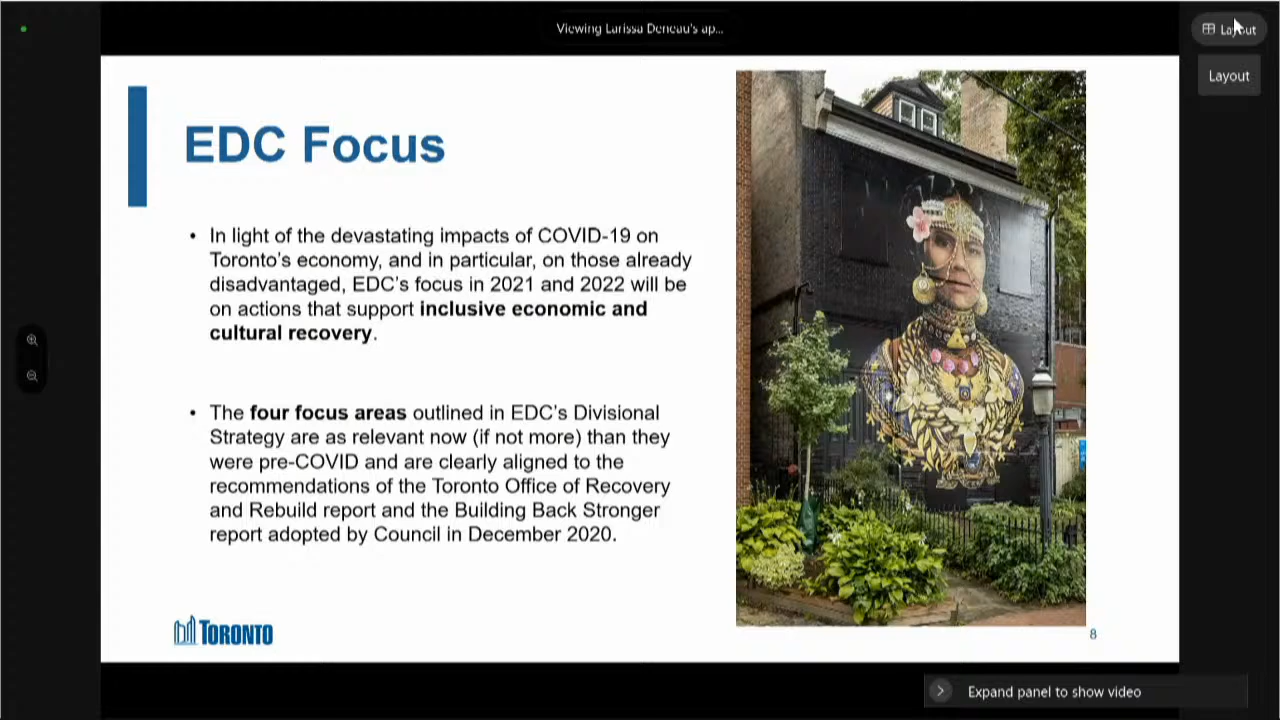 Viewing Larissa Deneau's ap...
Layout
Layout
EDC Focus
• In light of the devastating impacts of COVID-19 on
Toronto's economy, and in particular, on those already
disadvantaged, EDC's focus in 2021 and 2022 will be
on actions that support inclusive economic and
cultural recovery.
• The four focus areas outlined in EDC's Divisional
Strategy are as relevant now (if not more) than they
were pre-COVID and are clearly aligned to the
recommendations of the Toronto Office of Recovery
and Rebuild report and the Building Back Stronger
report adopted by Council in December 2020.
TORONTO
8
Expand panel to show video